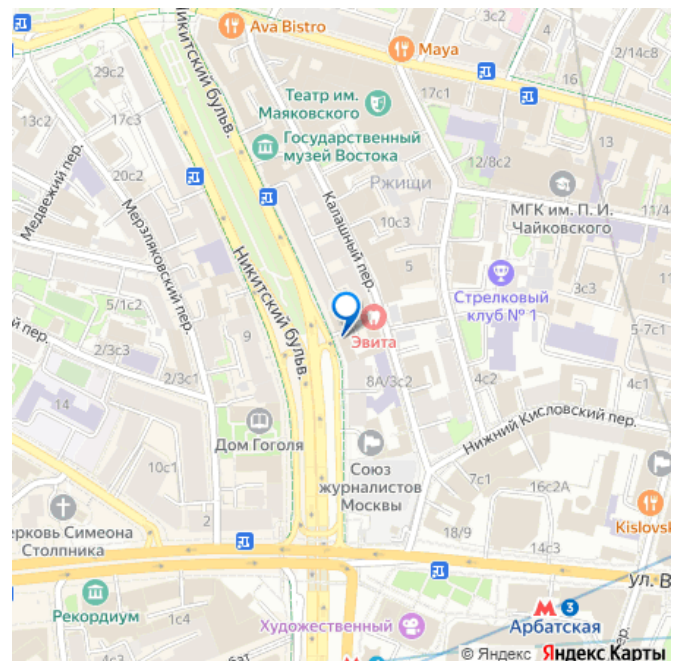 3с2
Ava Bistro
Maya
2/14с8
4
16
29с2
Никитский бульв.
Театр им.
Маяковского
17с1
13с2
17с3
Государственный
музей Востока
12/8с2
13
20с2
Медвежий пер.
Ржищи
МГК им. П. И.
Чайковского
11/4
Мерзляковский пер.
Калашный пер.
10с3
5
Никитский бульв.
Стрелковый
клуб № 1
3с3
5/1с2
5-7с1
й пер.
9
Эвита
2/3с3
2/3с1
8А/3с2
4с2
4с1
14
Нижний Кисловский пер.
Дом Гоголя
Союз
журналистов
Москвы
10с1
7с1
16с2А
Kislovsk
ерковь Симеона
Столпника
2
18/9
14с3
ул. В
Рекордиум
1с4
Художественный
3
Арбатская
бат
пер.
© Яндекс Яндекс Карты